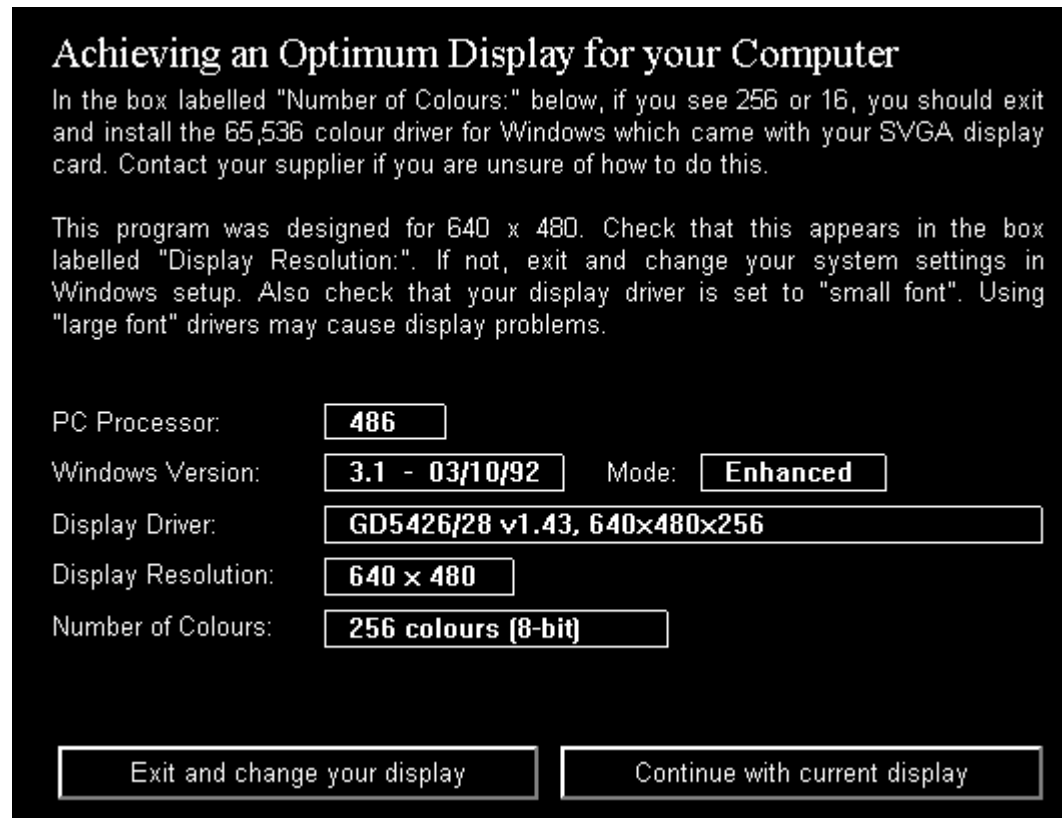 Achieving an Optimum Display for your Computer
In the box labelled "Number of Colours:" below, if you see 256 or 16, you should exit
and install the 65,536 colour driver for Windows which came with your SVGA display
card. Contact your supplier if you are unsure of how to do this.
This program was designed for 640 x 480. Check that this appears in the box
labelled "Display Resolution:". If not, exit and change your system settings in
Windows setup. Also check that your display driver is set to "small font". Using
"large font" drivers may cause display problems.
PC Processor: 486
Windows Version: 3.1 - 03/10/92 Mode: Enhanced
Display Driver: GD5426/28 v1.43, 640x480x256
Display Resolution: 640 x 480
Number of Colours: 256 colours (8-bit)
Exit and change your display Continue with current display